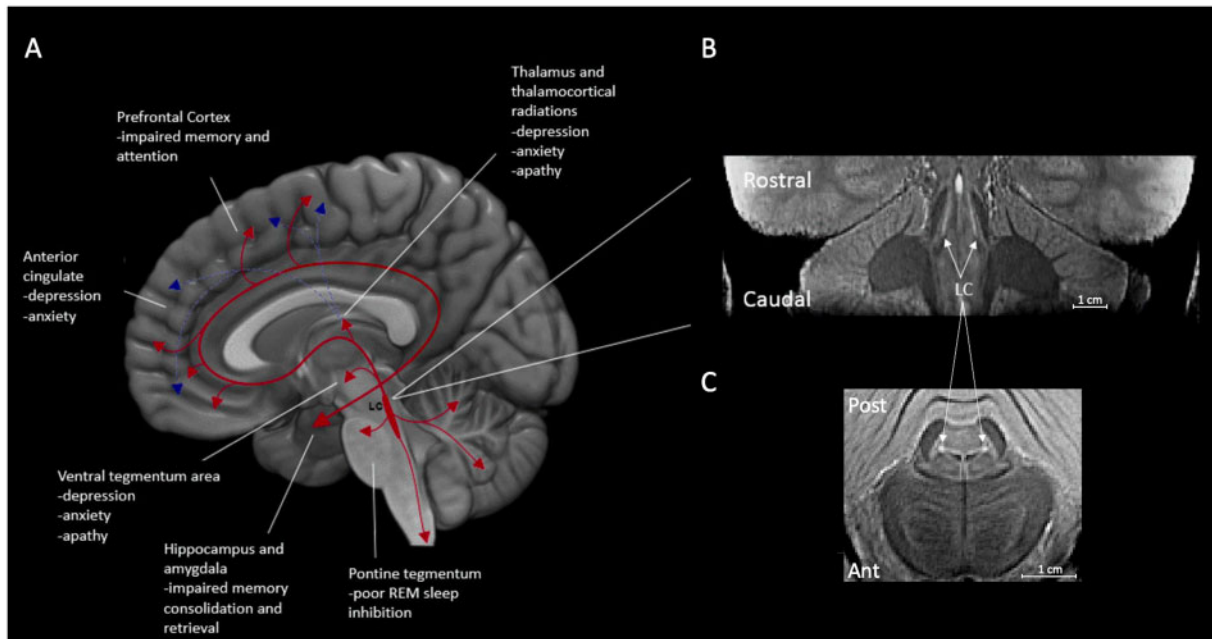 A
Prefrontal Cortex
-impaired memory and
attention
Thalamus and
thalamocortical
radiations
-depression
-anxiety
-apathy
Anterior
cingulate
-depression
-anxiety
LC
Ventral tegmentum area
-depression
-anxiety
-apathy
Hippocampus and
amygdala
-impaired memory
consolidation and
retrieval
Pontine tegmentum
-poor REM sleep
inhibition
B
Rostral
LC
Caudal
1 cm
C
Post
Ant
1 cm